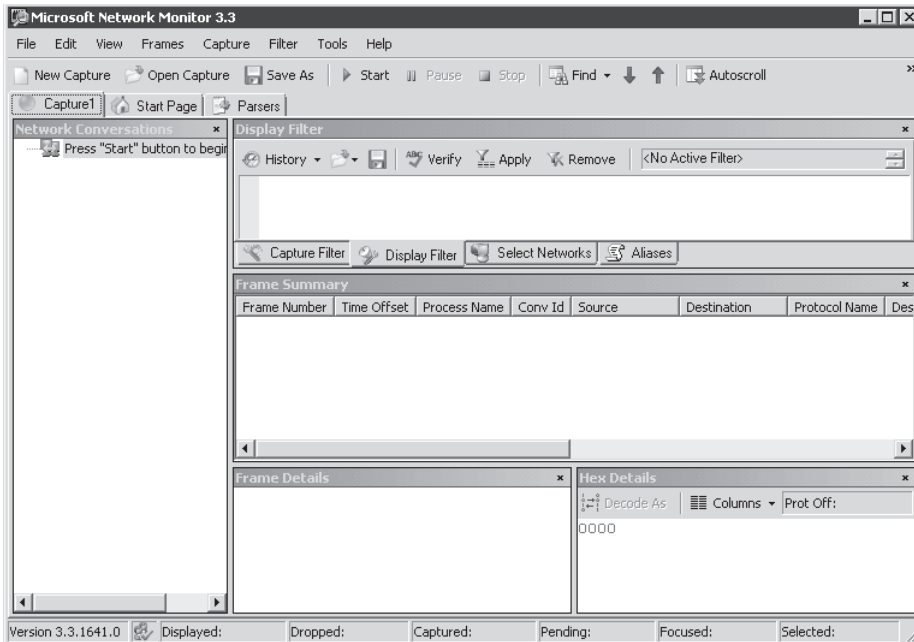 Microsoft Network Monitor 3.3
File Edit View Frames Capture Filter Tools Help
New Capture Open Capture Save As Start Pause Stop Find Autoscroll »
Capture1 Start Page Parsers
Network Conversations
Press "Start" button to begin
Display Filter
History Verify Apply Remove <No Active Filter>
Capture Filter Display Filter Select Networks Aliases
Frame Summary
Frame Number Time Offset Process Name Conv Id Source Destination Protocol Name Des
Frame Details
Hex Details
Decode As Columns Prot Off:
0000
Version 3.3.1641.0 Displayed: Dropped: Captured: Pending: Focused: Selected: